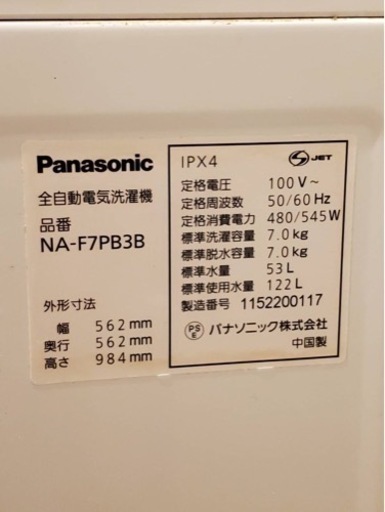 Panasonic
全自動電気洗濯機
品番
NA-F7PB3B
外形寸法
幅 562mm
奥行 562mm
高さ 984mm
IPX4
S JET
定格電圧 100V~
定格周波数 50/60Hz
定格消費電力 480/545W
標準洗濯容量 7.0kg
標準脱水容量 7.0kg
標準水量 53L
標準使用水量 122L
製造番号 1152200117
PSE パナソニック株式会社
中国製